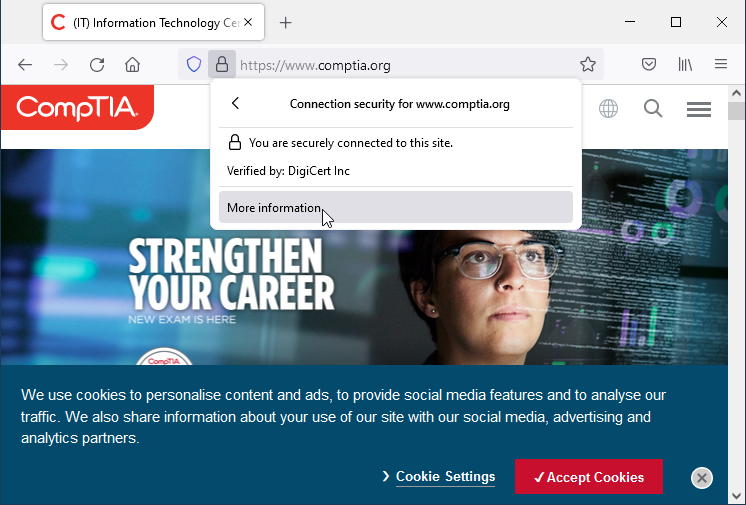 (IT) Information Technology Cer
https://www.comptia.org
CompTIA.
Connection security for www.comptia.org
You are securely connected to this site.
Verified by: DigiCert Inc
More information
STRENGTHEN
YOUR CAREER
NEW EXAM IS HERE
CompTIA
We use cookies to personalise content and ads, to provide social media features and to analyse our
traffic. We also share information about your use of our site with our social media, advertising and
analytics partners.
Cookie Settings
Accept Cookies